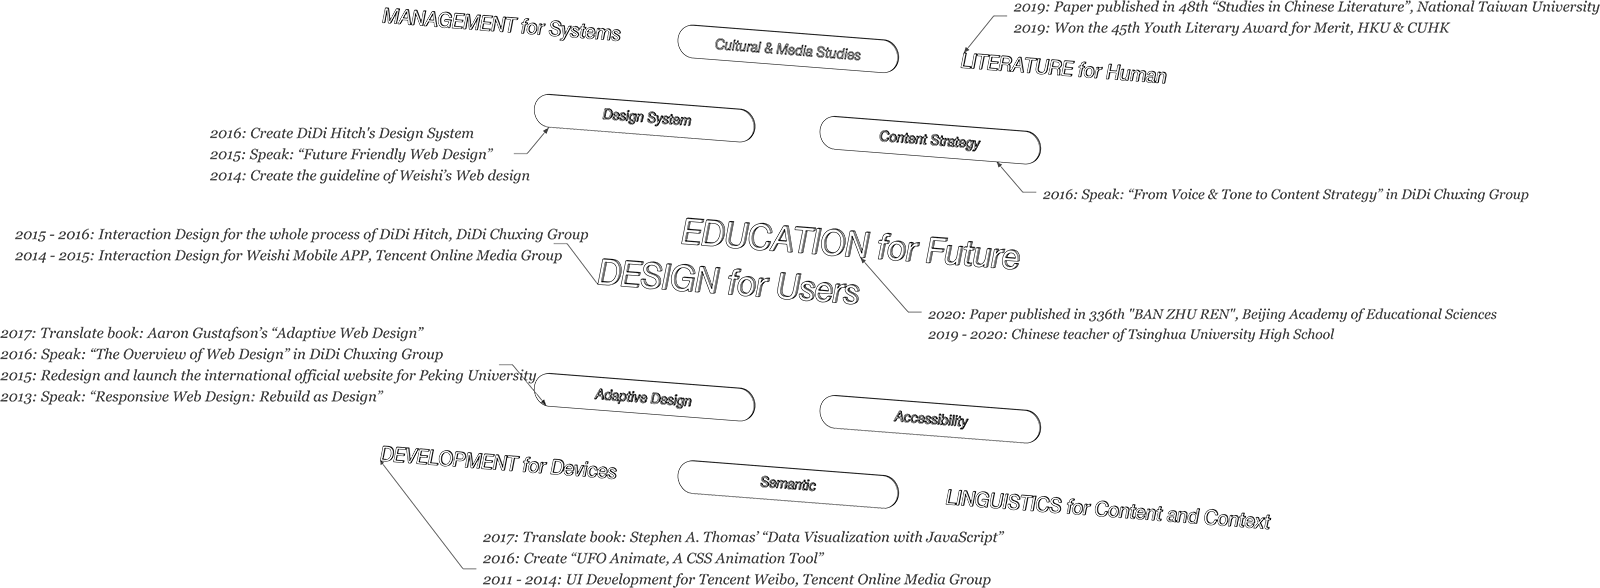 2019: Paper published in 48th “Studies in Chinese Literature”, National Taiwan University
2019: Won the 45th Youth Literary Award for Merit, HKU & CUHK
MANAGEMENT for Systems
Cultural & Media Studies
LITERATURE for Human
Design System
Content Strategy
2016: Create DiDi Hitch's Design System
2015: Speak: “Future Friendly Web Design”
2014: Create the guideline of Weishi’s Web design
2016: Speak: “From Voice & Tone to Content Strategy” in DiDi Chuxing Group
2015 - 2016: Interaction Design for the whole process of DiDi Hitch, DiDi Chuxing Group
2014 - 2015: Interaction Design for Weishi Mobile APP, Tencent Online Media Group
EDUCATION for Future
DESIGN for Users
2020: Paper published in 336th "BAN ZHU REN", Beijing Academy of Educational Sciences
2019 - 2020: Chinese teacher of Tsinghua University High School
2017: Translate book: Aaron Gustafson’s “Adaptive Web Design”
2016: Speak: “The Overview of Web Design” in DiDi Chuxing Group
2015: Redesign and launch the international official website for Peking University
2013: Speak: “Responsive Web Design: Rebuild as Design”
Adaptive Design
Accessibility
DEVELOPMENT for Devices
Semantic
LINGUISTICS for Content and Context
2017: Translate book: Stephen A. Thomas’ “Data Visualization with JavaScript”
2016: Create “UFO Animate, A CSS Animation Tool”
2011 - 2014: UI Development for Tencent Weibo, Tencent Online Media Group